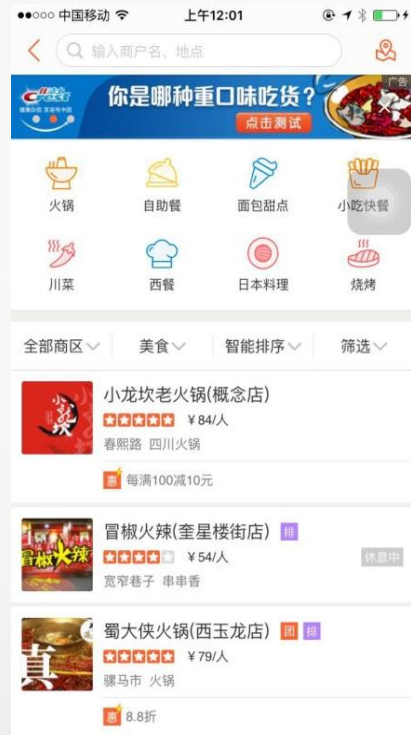 中国移动 上午12:01
输入商户名、地点
你是哪种重口味吃货？ 广告
点击测试
火锅 自助餐 面包甜点 小吃快餐
川菜 西餐 日本料理 烧烤
全部商区 美食 智能排序 筛选
小龙坎老火锅(概念店)
小龙坎
￥84/人
春熙路 四川火锅
惠 每满100减10元
冒椒火辣(奎星楼街店) 排
冒椒火辣
￥54/人 休息中
宽窄巷子 串串香
蜀大侠火锅(西玉龙店) 团 排
￥79/人
真
骡马市 火锅
惠 8.8折